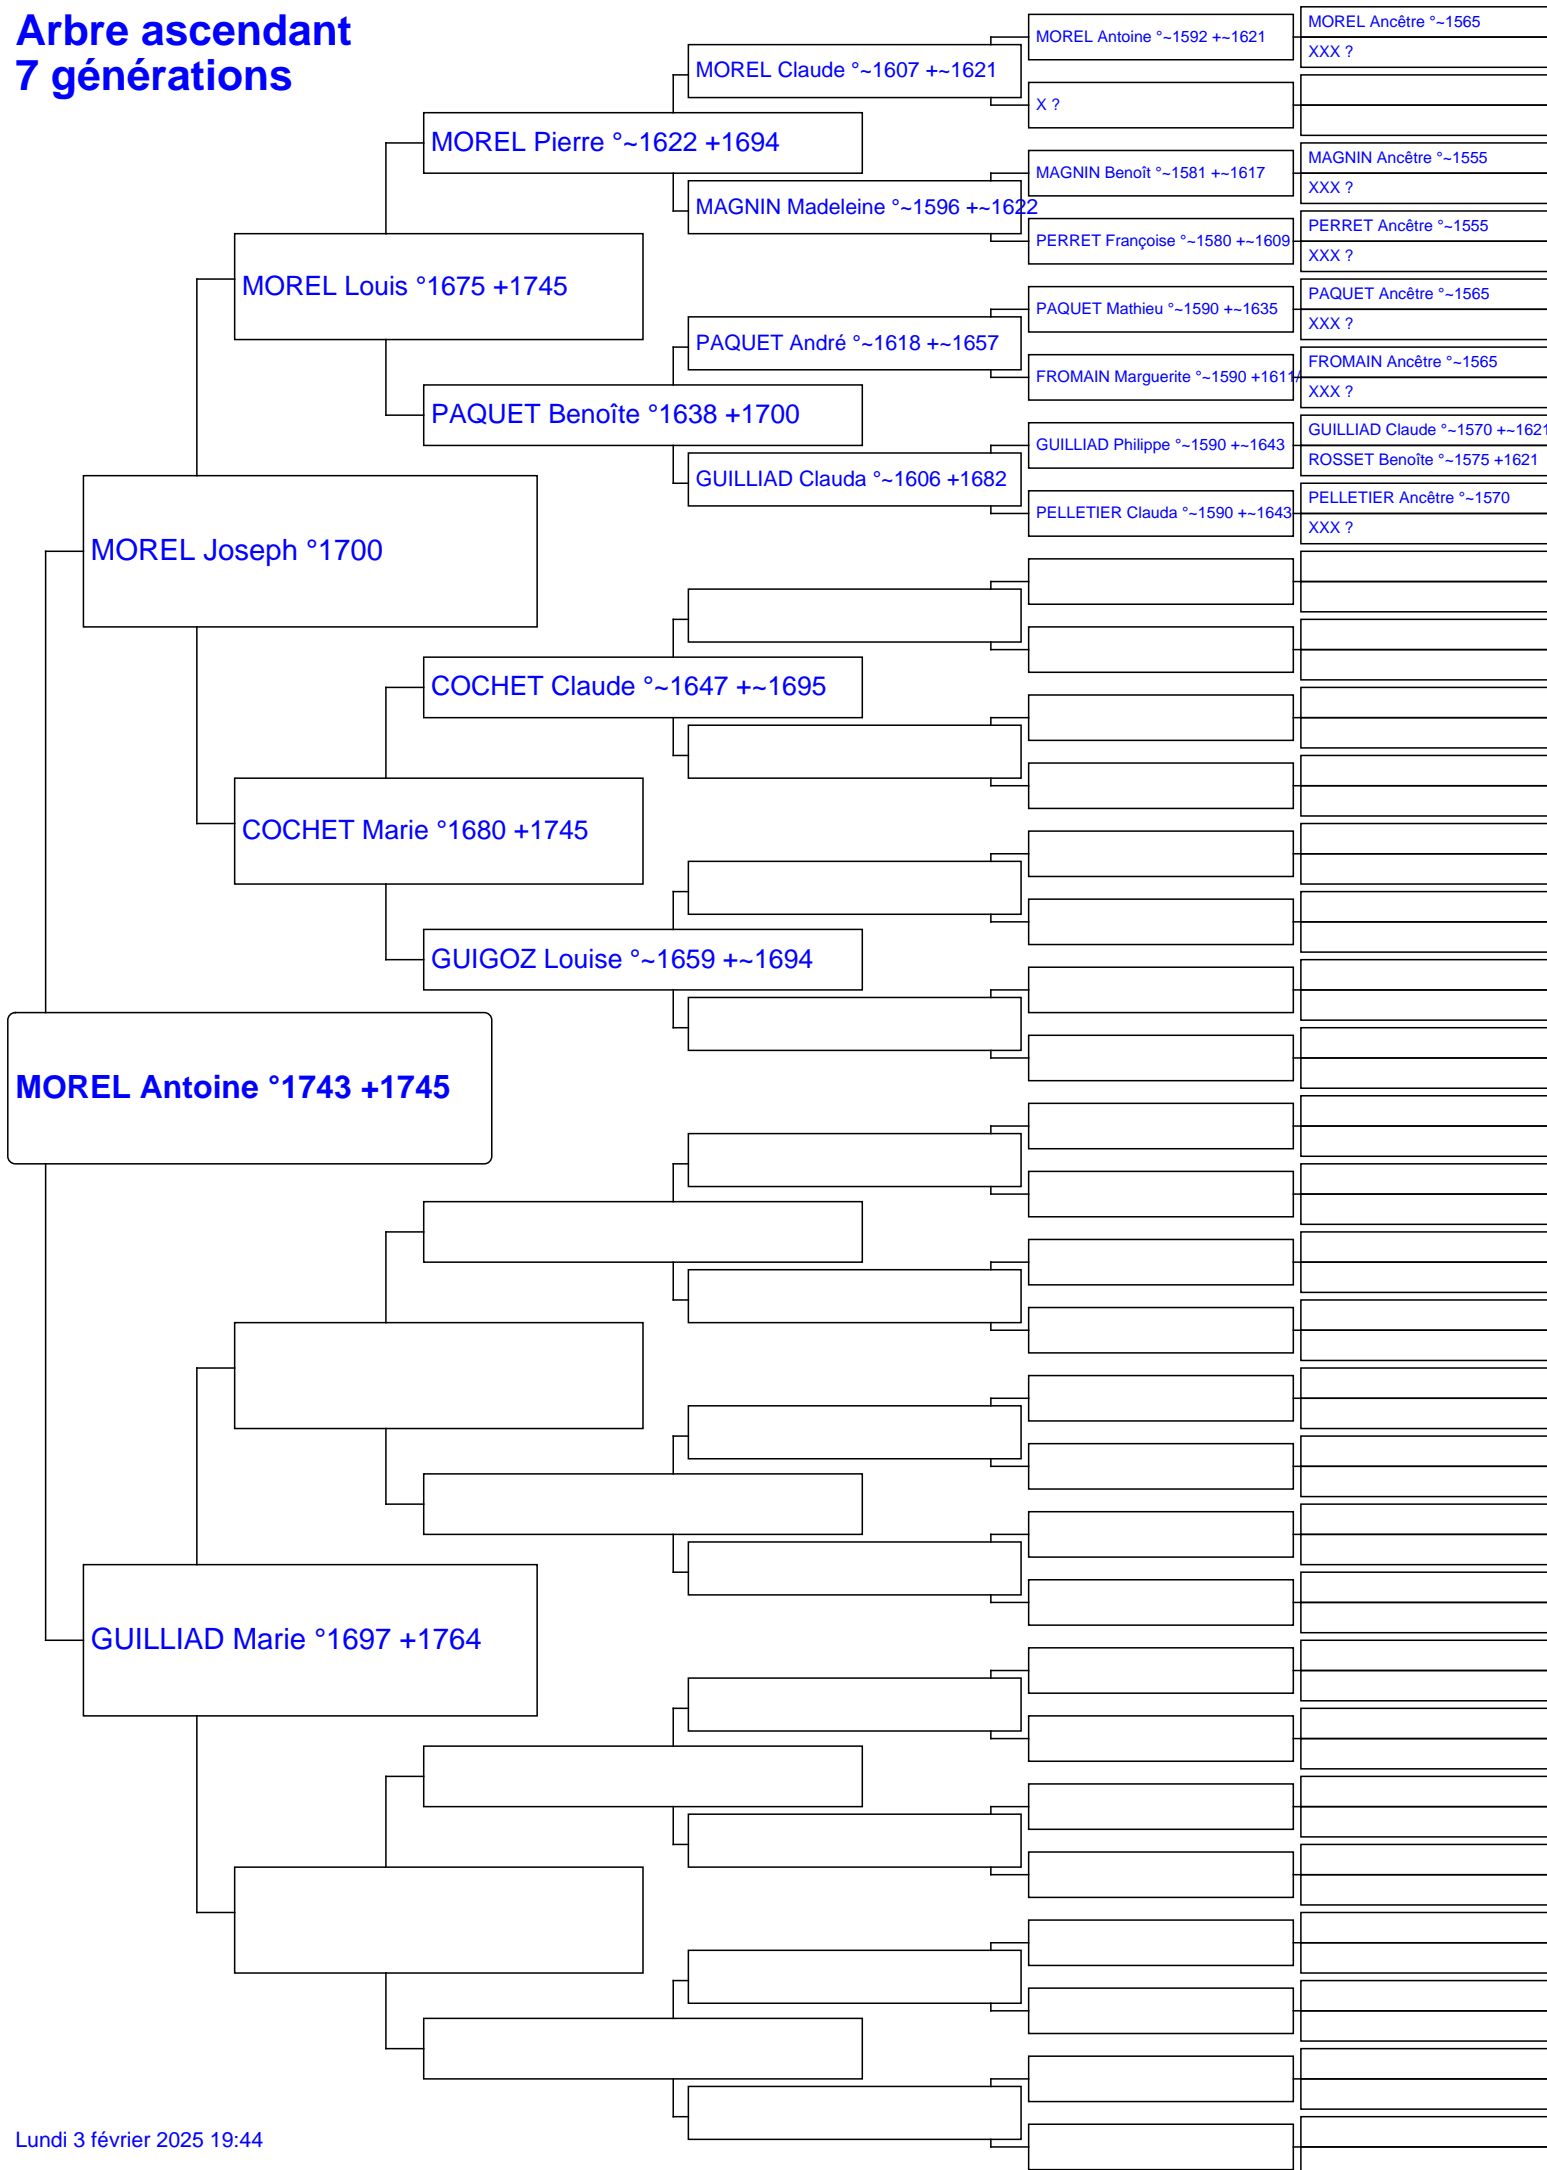 Arbre ascendant
7 générations
MOREL Antoine °1743 +1745
MOREL Joseph °1700
GUILLIAD Marie °1697 +1764
MOREL Louis °1675 +1745
COCHET Marie °1680 +1745
MOREL Pierre °~1622 +1694
PAQUET Benoîte °1638 +1700
COCHET Claude °~1647 +~1695
GUIGOZ Louise °~1659 +~1694
MOREL Claude °~1607 +~1621
MAGNIN Madeleine °~1596 +~1622
PAQUET André °~1618 +~1657
GUILLIAD Clauda °~1606 +1682
MOREL Antoine °~1592 +~1621
X ?
MAGNIN Benoît °~1581 +~1617
PERRET Françoise °~1580 +~1609
PAQUET Mathieu °~1590 +~1635
FROMAIN Marguerite °~1590 +1611/
GUILLIAD Philippe °~1590 +~1643
PELLETIER Clauda °~1590 +~1643
MOREL Ancêtre °~1565
XXX ?
MAGNIN Ancêtre °~1555
XXX ?
PERRET Ancêtre °~1555
XXX ?
PAQUET Ancêtre °~1565
XXX ?
FROMAIN Ancêtre °~1565
XXX ?
GUILLIAD Claude °~1570 +~1621
ROSSET Benoîte °~1575 +1621
PELLETIER Ancêtre °~1570
XXX ?
Lundi 3 février 2025 19:44